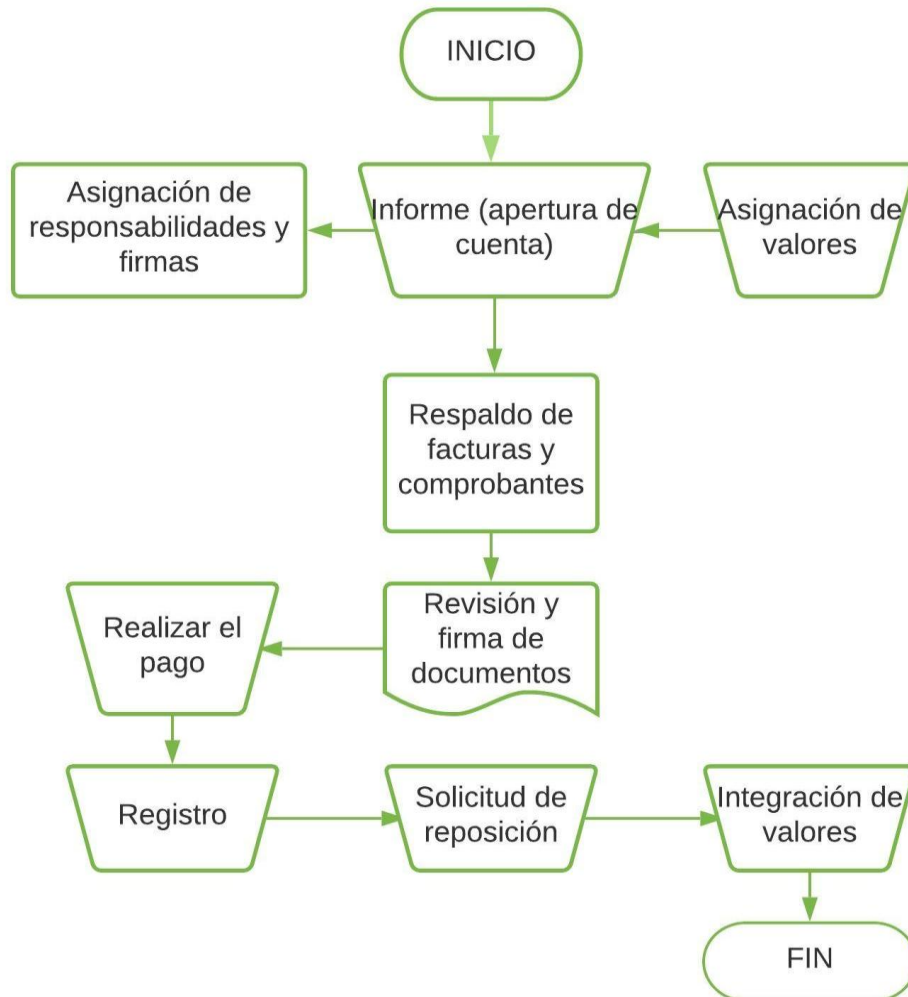 INICIO
Asignación de
responsabilidades y
firmas
Informe (apertura de
cuenta)
Asignación de
valores
Respaldo de
facturas y
comprobantes
Revisión y
firma de
documentos
Realizar el
pago
Registro
Solicitud de
reposición
Integración de
valores
FIN